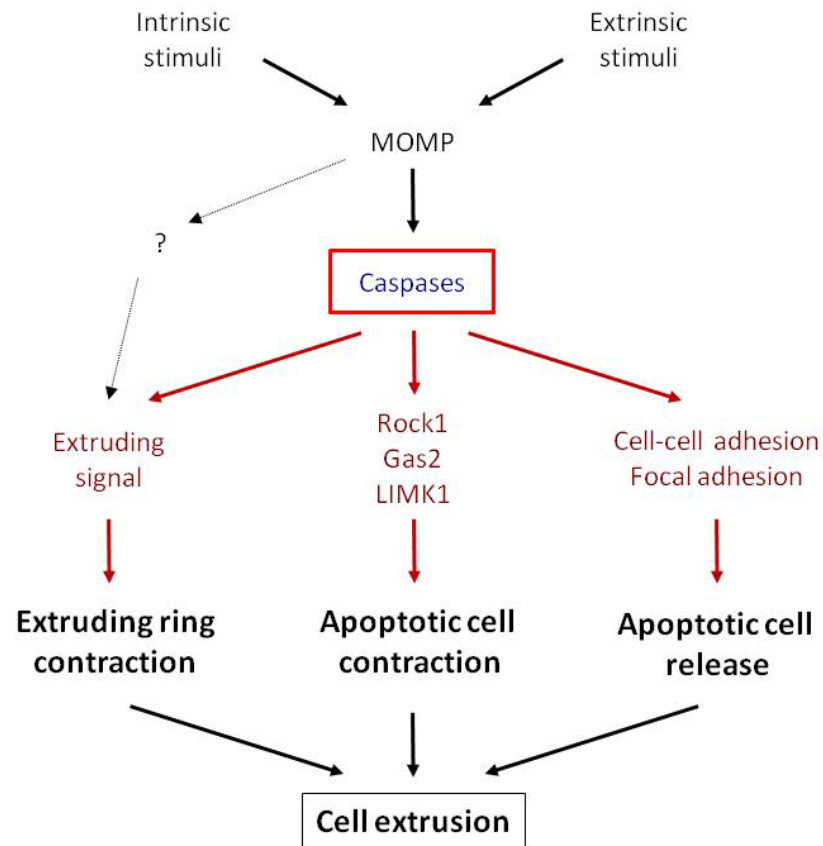 Intrinsic
stimuli
Extrinsic
stimuli
MOMP
?
Caspases
Extruding
signal
Rock1
Gas2
LIMK1
Cell-cell adhesion
Focal adhesion
Extruding ring
contraction
Apoptotic cell
contraction
Apoptotic cell
release
Cell extrusion